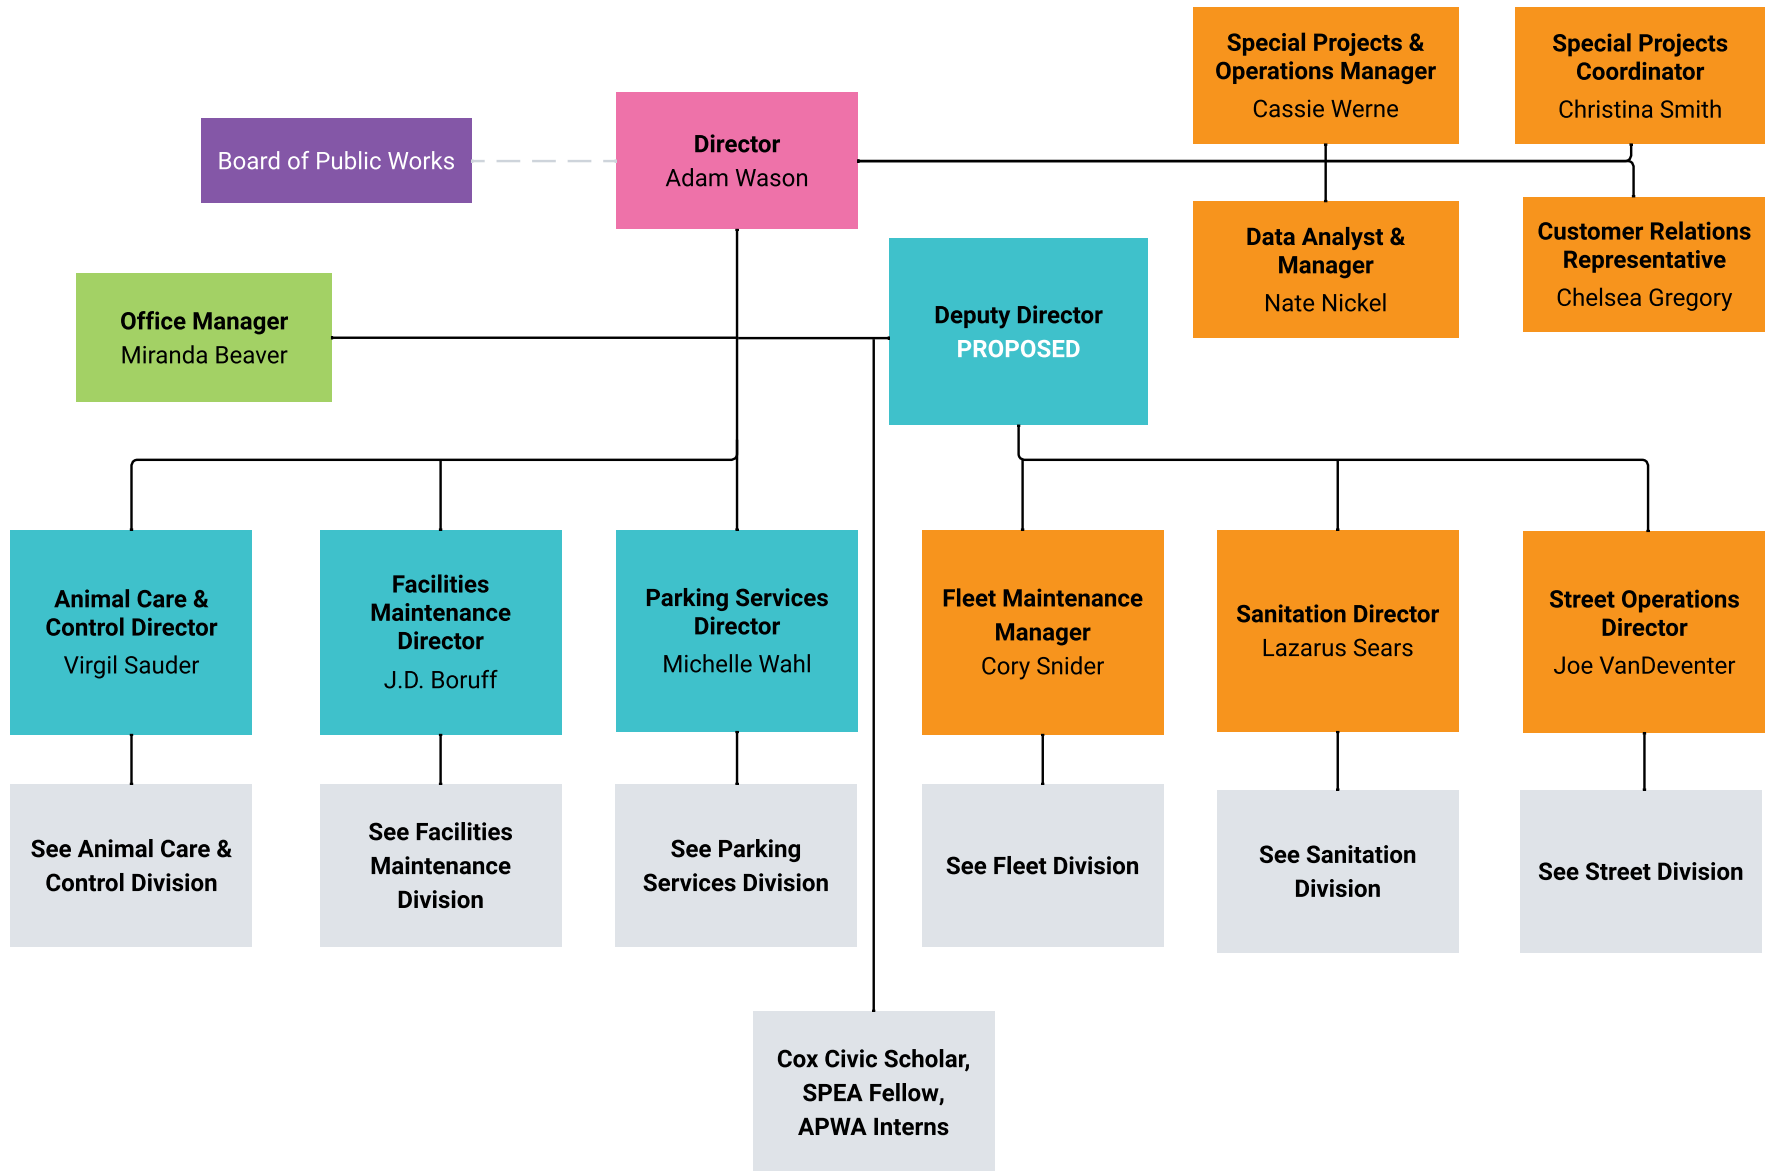 Special Projects &
Operations Manager
Cassie Werne
Special Projects
Coordinator
Christina Smith
Board of Public Works
Director
Adam Wason
Data Analyst &
Manager
Nate Nickel
Customer Relations
Representative
Chelsea Gregory
Office Manager
Miranda Beaver
Deputy Director
PROPOSED
Animal Care &
Control Director
Virgil Sauder
Facilities
Maintenance
Director
J.D. Boruff
Parking Services
Director
Michelle Wahl
Fleet Maintenance
Manager
Cory Snider
Sanitation Director
Lazarus Sears
Street Operations
Director
Joe VanDeventer
See Animal Care &
Control Division
See Facilities
Maintenance
Division
See Parking
Services Division
See Fleet Division
See Sanitation
Division
See Street Division
Cox Civic Scholar,
SPEA Fellow,
APWA Interns